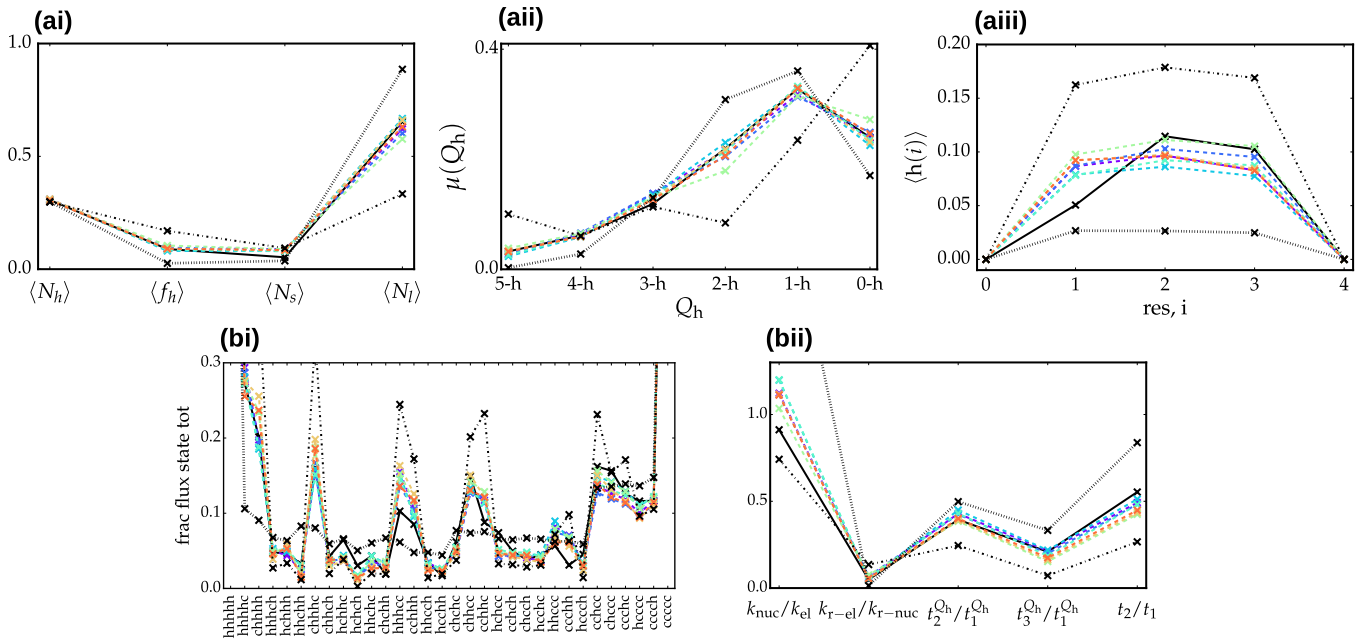 (ai)
1.0
0.5
0.0
⟨N_h⟩ ⟨f_h⟩ ⟨N_s⟩ ⟨N_l⟩
(aii)
0.4
0.0
μ(Q_h)
5-h 4-h 3-h 2-h 1-h 0-h
Q_h
(aiii)
0.20
0.15
0.10
0.05
0.00
⟨h(i)⟩
0 1 2 3 4
res, i
(bi)
0.3
0.2
0.1
0.0
frac flux state tot
hhhhh
hhhhc
chhhh
hhhch
hchhh
hhchh
chhhc
chhch
hchhc
hchch
hhchc
chchh
hhhcc
cchhh
hcchh
hhcch
chchc
chhcc
cchhc
hchcc
cchch
chcch
hcchc
hhccc
ccchh
hccch
cchcc
chccc
ccchc
hcccc
cccch
ccccc
(bii)
1.0
0.5
0.0
k_nuc/k_el k_r−el/k_r−nuc t_2^Q_h/t_1^Q_h t_3^Q_h/t_1^Q_h t_2/t_1